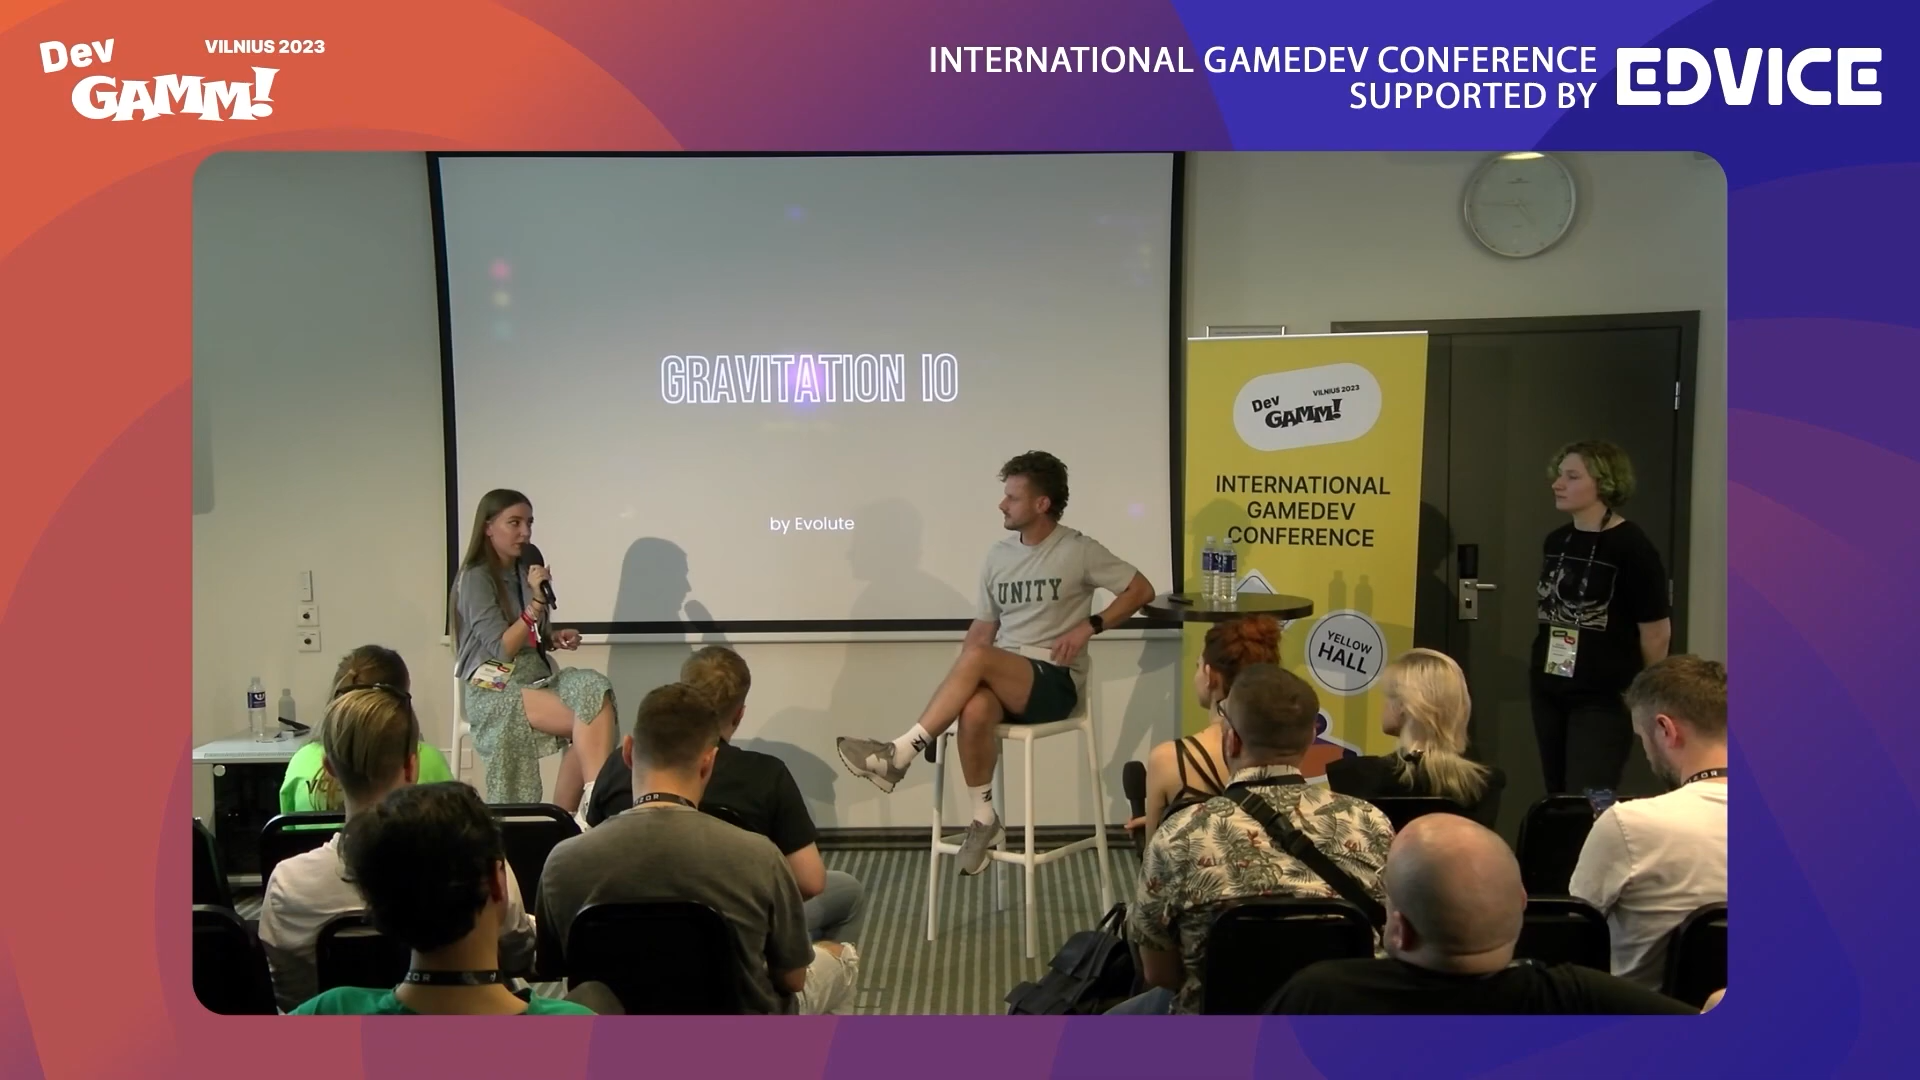 Dev
GAMM!
VILNIUS 2023
INTERNATIONAL GAMEDEV CONFERENCE
SUPPORTED BY
EDVICE
GRAVITATION IO
by Evolute
UNITY
Dev
GAMM!
VILNIUS 2023
INTERNATIONAL
GAMEDEV
CONFERENCE
YELLOW
HALL